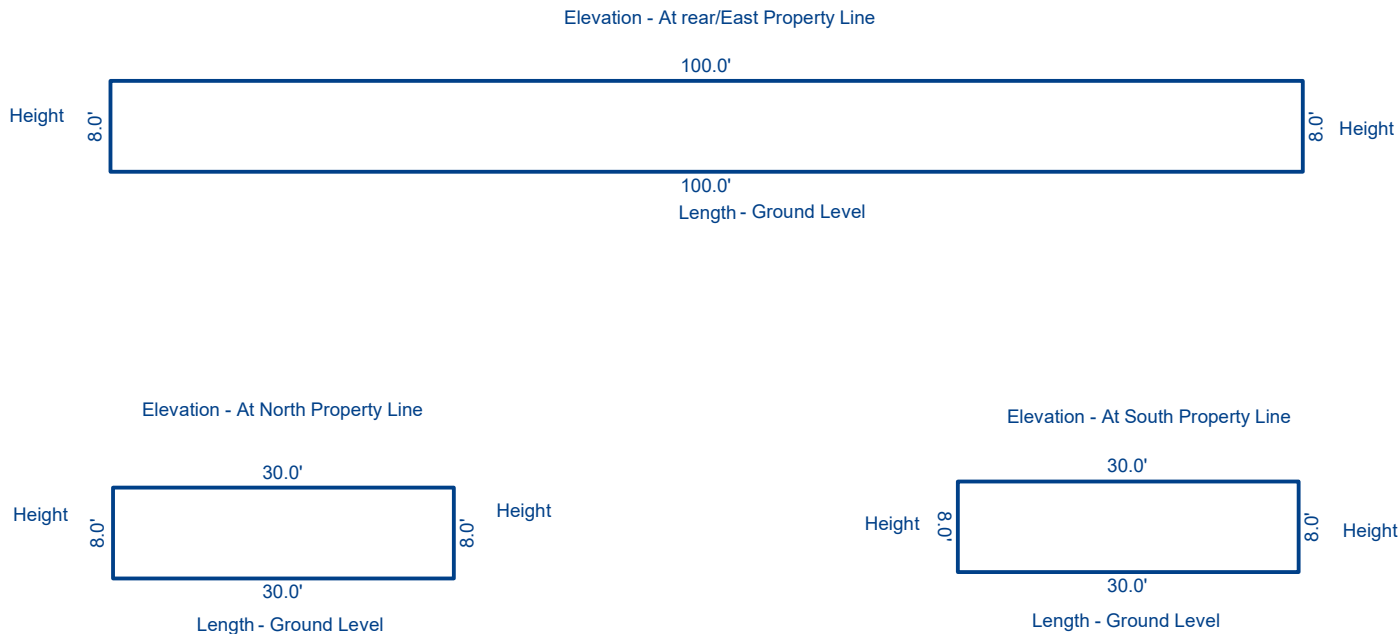 Elevation - At rear/East Property Line
100.0'
Height
8.0'
8.0'
Height
100.0'
Length - Ground Level
Elevation - At North Property Line
30.0'
Height
8.0'
8.0'
Height
30.0'
Length - Ground Level
Elevation - At South Property Line
30.0'
Height
8.0'
8.0'
Height
30.0'
Length - Ground Level